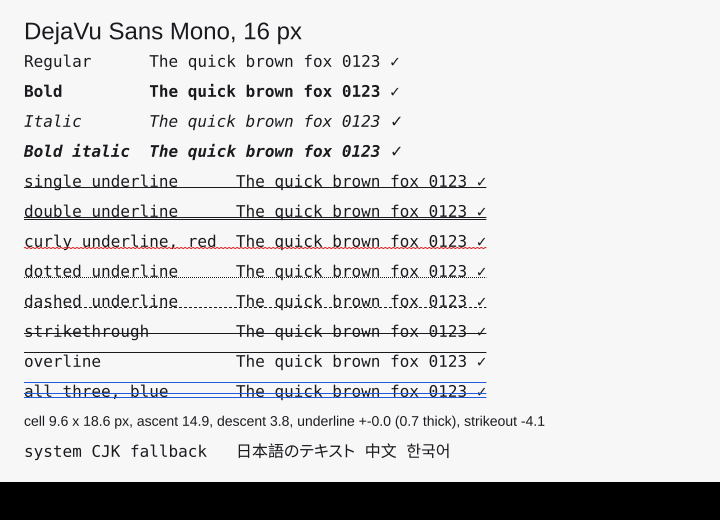 DejaVu Sans Mono, 16 px
Regular The quick brown fox 0123 ✓
Bold The quick brown fox 0123 ✓
Italic The quick brown fox 0123 ✓
Bold italic The quick brown fox 0123 ✓
single underline The quick brown fox 0123 ✓
double underline The quick brown fox 0123 ✓
curly underline, red The quick brown fox 0123 ✓
dotted underline The quick brown fox 0123 ✓
dashed underline The quick brown fox 0123 ✓
strikethrough The quick brown fox 0123 ✓
overline The quick brown fox 0123 ✓
all three, blue The quick brown fox 0123 ✓
cell 9.6 x 18.6 px, ascent 14.9, descent 3.8, underline +-0.0 (0.7 thick), strikeout -4.1
system CJK fallback 日本語のテキスト 中文 한국어